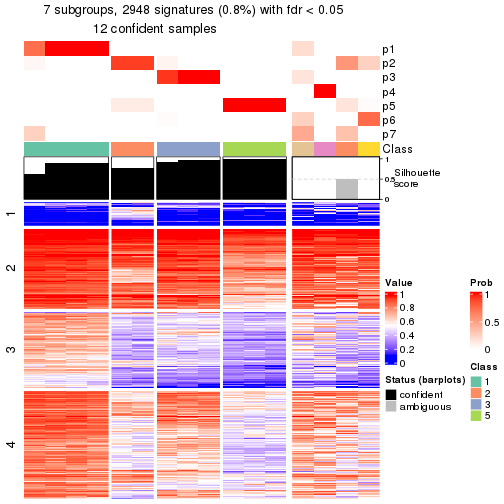 7 subgroups, 2948 signatures (0.8%) with fdr < 0.05
12 confident samples
p1
p2
p3
p4
p5
p6
p7
Class
1
0.5
0
Silhouette
score
1
2
3
4
Value
1
0.8
0.6
0.4
0.2
0
Prob
1
0.5
0
Status (barplots)
confident
ambiguous
Class
1
2
3
5